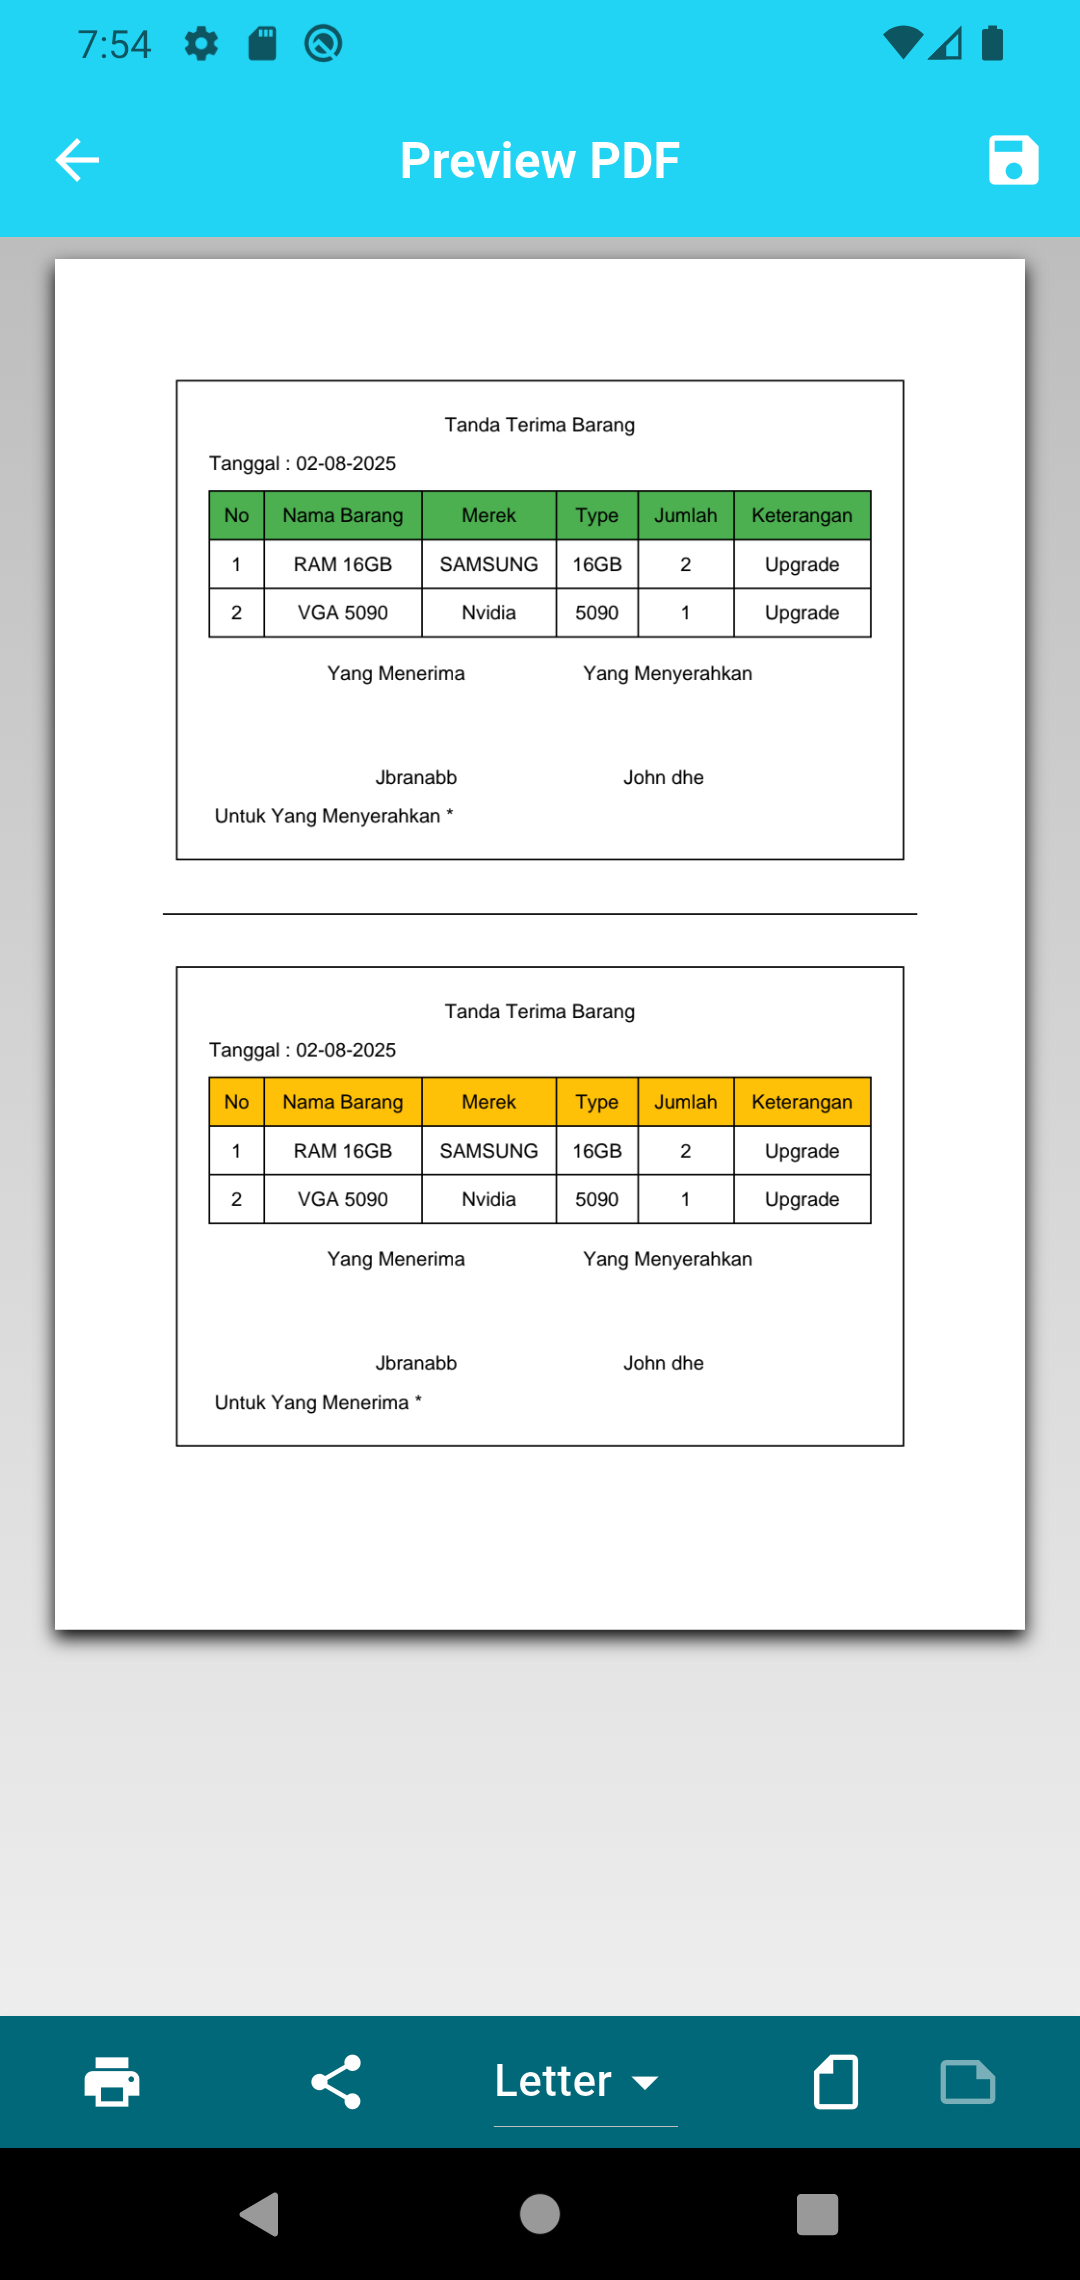 7:54
Preview PDF
Tanda Terima Barang
Tanggal : 02-08-2025
No Nama Barang Merek Type Jumlah Keterangan
1 RAM 16GB SAMSUNG 16GB 2 Upgrade
2 VGA 5090 Nvidia 5090 1 Upgrade
Yang Menerima Yang Menyerahkan
Jbranabb John dhe
Untuk Yang Menyerahkan *
Tanda Terima Barang
Tanggal : 02-08-2025
No Nama Barang Merek Type Jumlah Keterangan
1 RAM 16GB SAMSUNG 16GB 2 Upgrade
2 VGA 5090 Nvidia 5090 1 Upgrade
Yang Menerima Yang Menyerahkan
Jbranabb John dhe
Untuk Yang Menerima *
Letter